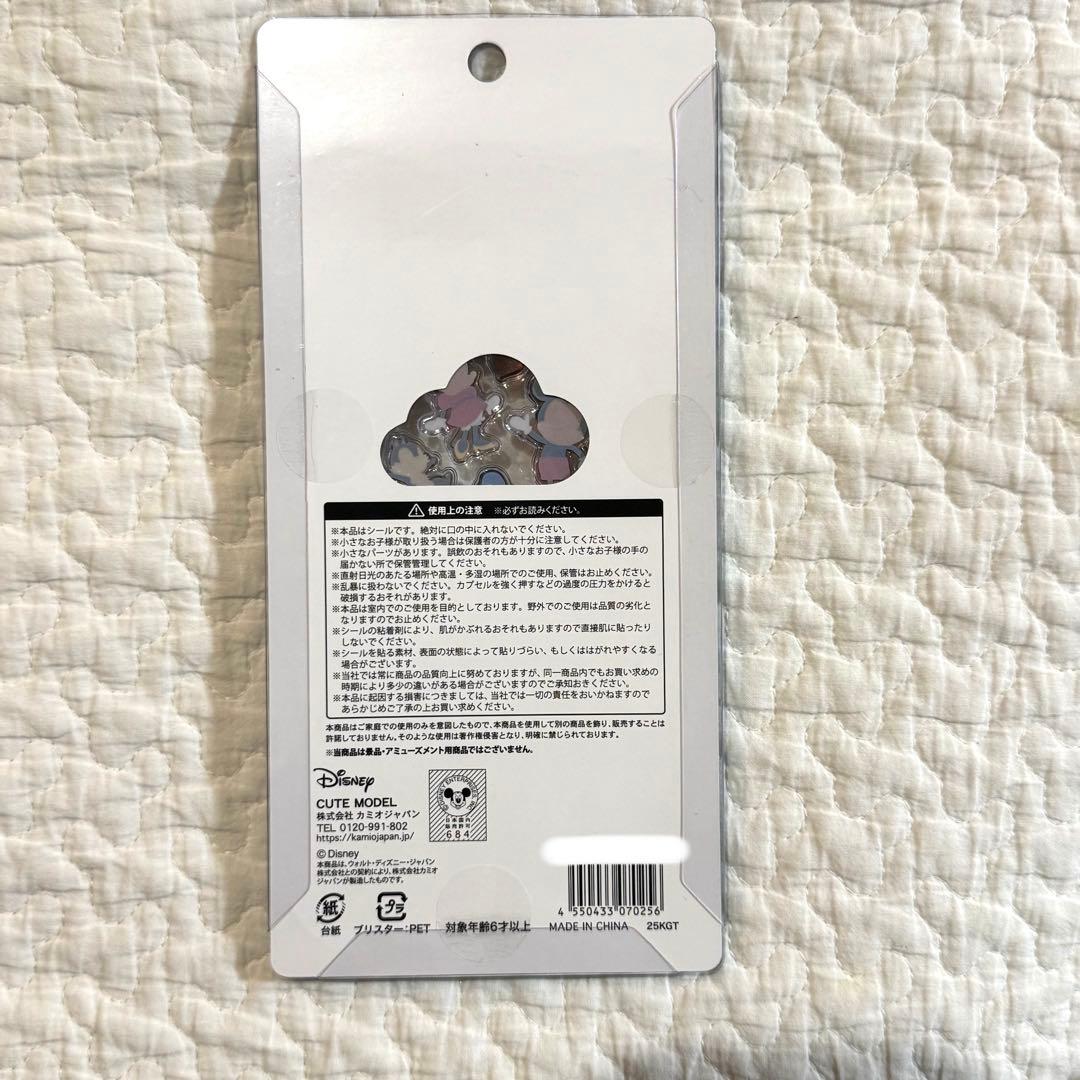 使用上の注意 ※必ずお読みください。
※本品はシールです。絶対に口の中に入れないでください。
※小さなお子様が取り扱う場合は保護者の方が十分に注意してください。
※小さなパーツがあります。誤飲のおそれもありますので、小さなお子様の手の
届かない所で保管管理してください。
※直射日光のあたる場所や高温・多湿の場所でのご使用、保管はお止めください。
※乱暴に扱わないでください。カプセルを強く押すなどの過度の圧力をかけると
破損するおそれがあります。
※本品は室内でのご使用を目的としております。野外でのご使用は品質の劣化と
なりますのでお止めください。
※シールの粘着剤により、肌がかぶれるおそれもありますので直接肌に貼ったり
しないでください。
※シールを貼る素材、表面の状態によって貼りづらい、もしくははがれやすくなる
場合がございます。
※当社では常に商品の品質向上に努めておりますが、同一商品内でもお買い求めの
時期により多少の違いがある場合がございますのでご承知おきください。
※本品に起因する損害につきましては、当社では一切の責任をおいかねますので
あらかじめご了承の上お買い求めください。
本商品はご家庭での使用のみを意図したもので、本商品を使用して別の商品を飾り、販売することは
許諾しておりません。そのような使用は著作権侵害となり、明確に禁じられております。
※当商品は景品・アミューズメント用商品ではございません。
Disney
CUTE MODEL
株式会社 カミオジャパン
TEL 0120-991-802
https://kamiojapan.jp/
© Disney
本商品は、ウォルト・ディズニー・ジャパン
株式会社との契約により、株式会社カミオ
ジャパンが製造したものです。
© DISNEY ENTERPRISES, INC.
日本国内
販売許可
684
4 550433 070256
紙
台紙
プラ
ブリスター：PET
対象年齢6才以上
MADE IN CHINA
25KGT